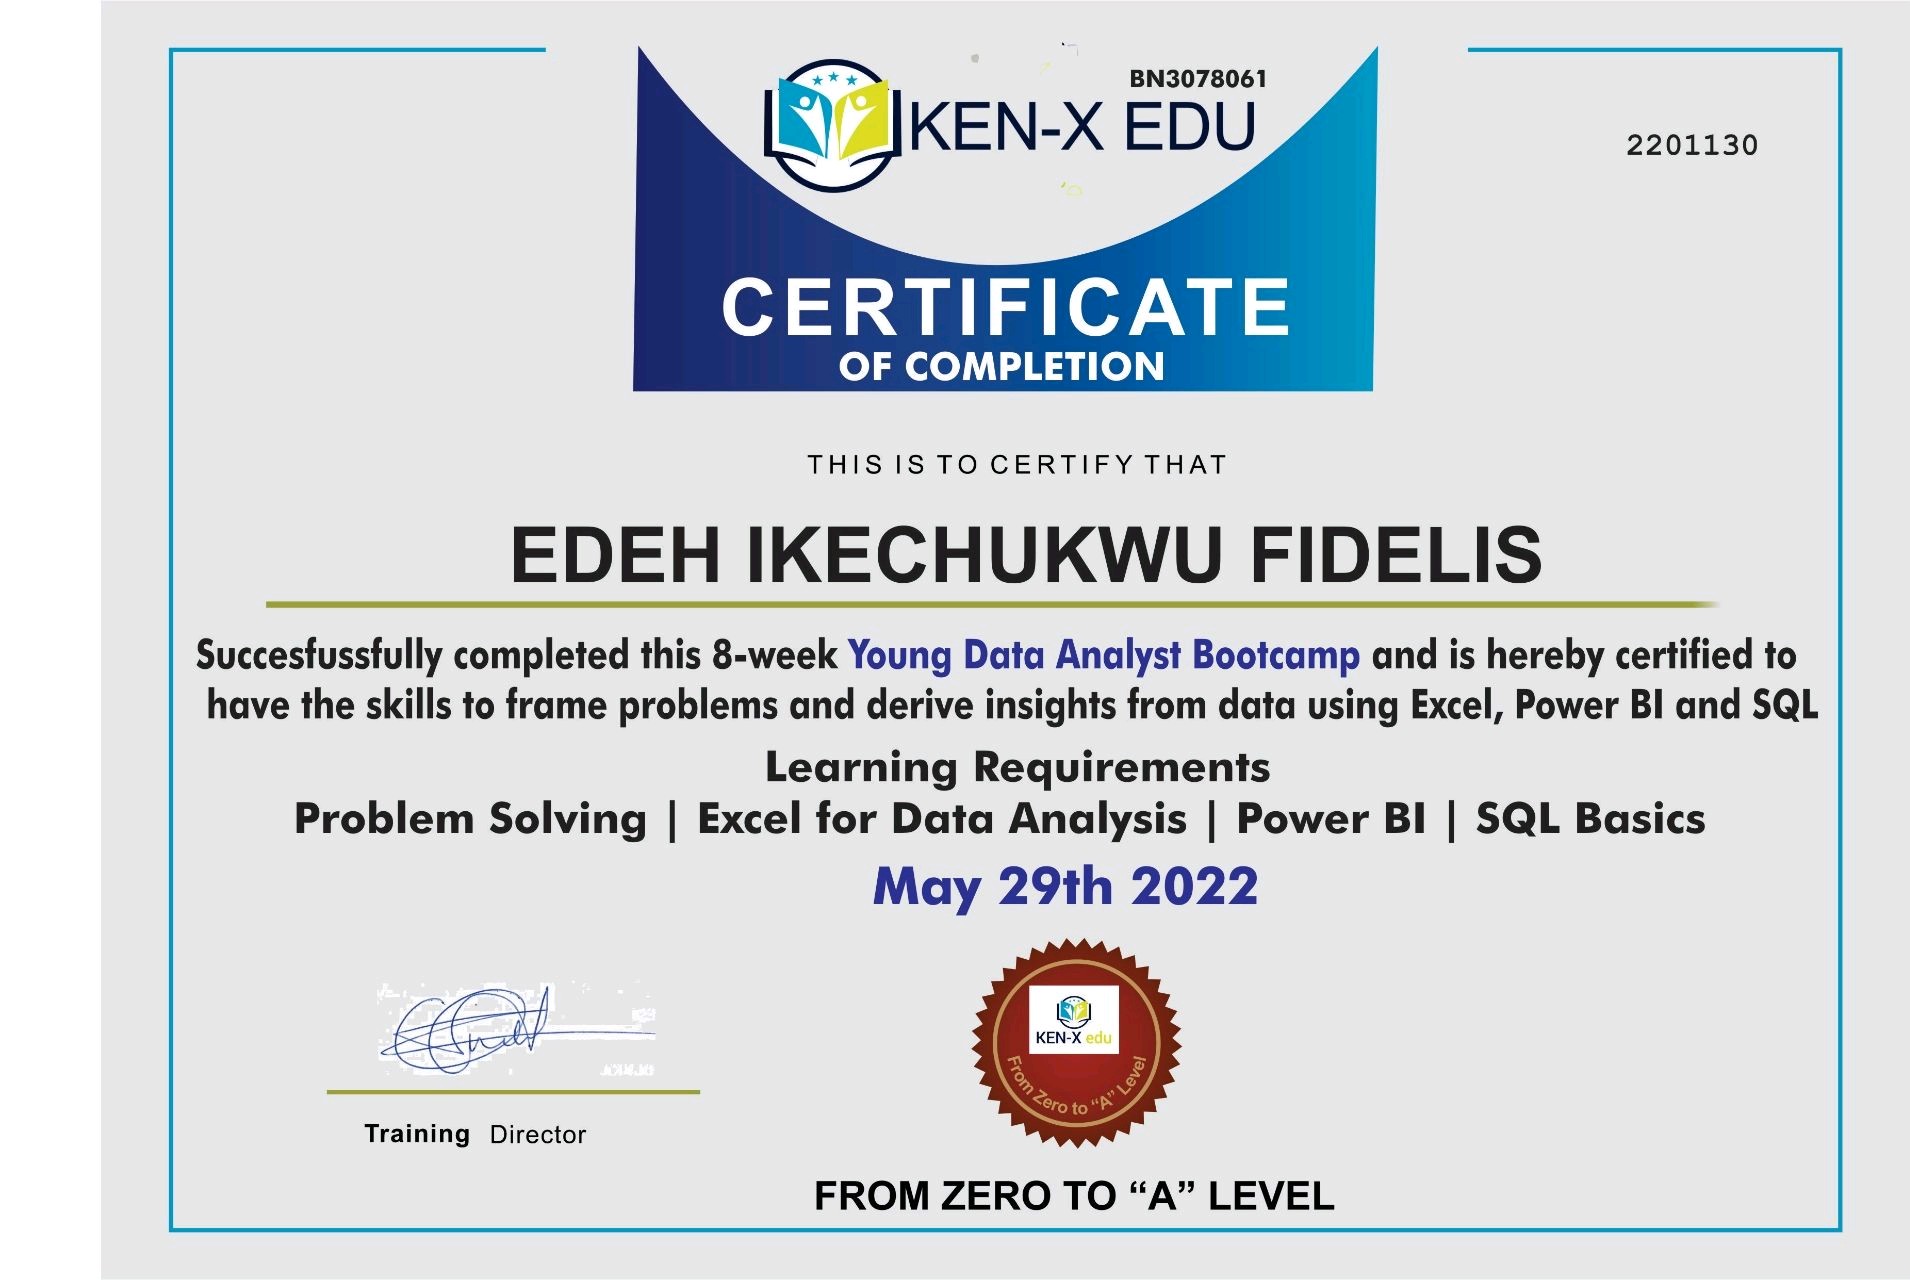 BN3078061
KEN-X EDU
2201130
CERTIFICATE
OF COMPLETION
THIS IS TO CERTIFY THAT
EDEH IKECHUKWU FIDELIS
Succesfussfully completed this 8-week Young Data Analyst Bootcamp and is hereby certified to
have the skills to frame problems and derive insights from data using Excel, Power BI and SQL
Learning Requirements
Problem Solving | Excel for Data Analysis | Power BI | SQL Basics
May 29th 2022
KEN-X edu
From Zero to “A” Level
Training Director
FROM ZERO TO “A” LEVEL